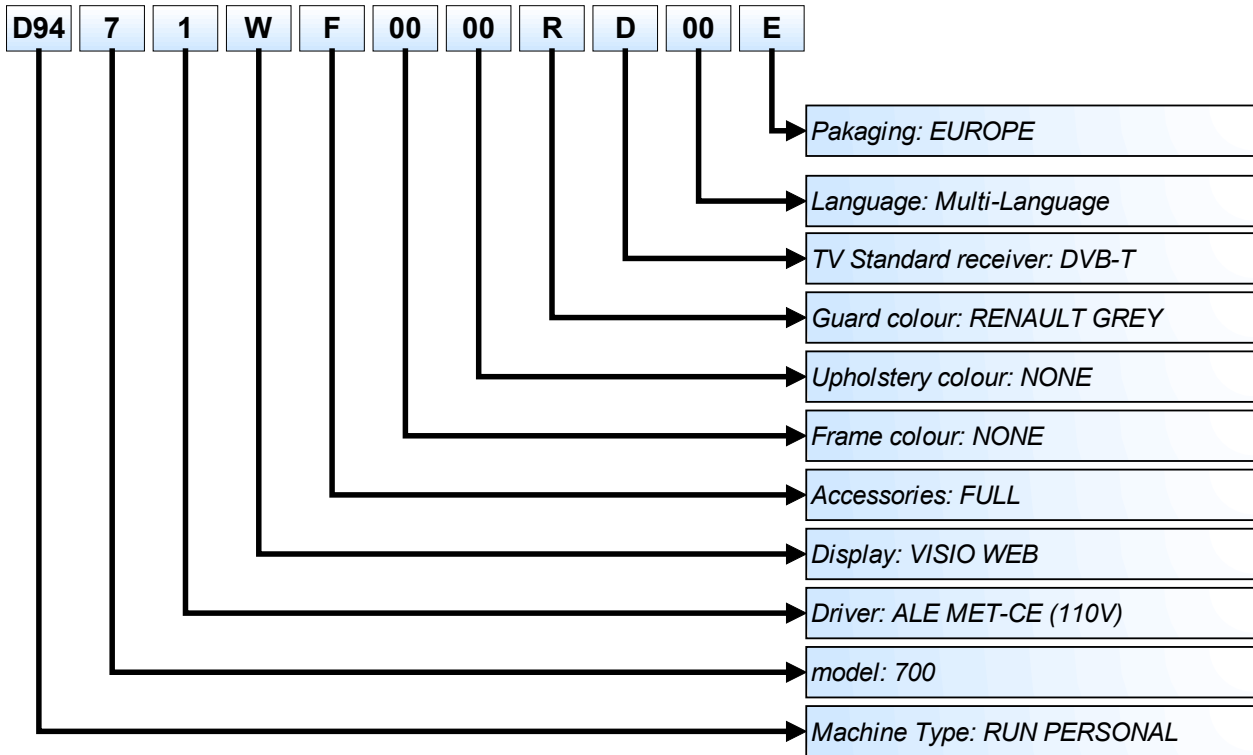 D94 7 1 W F 00 00 R D 00 E
Pakaging: EUROPE
Language: Multi-Language
TV Standard receiver: DVB-T
Guard colour: RENAULT GREY
Upholstery colour: NONE
Frame colour: NONE
Accessories: FULL
Display: VISIO WEB
Driver: ALE MET-CE (110V)
model: 700
Machine Type: RUN PERSONAL